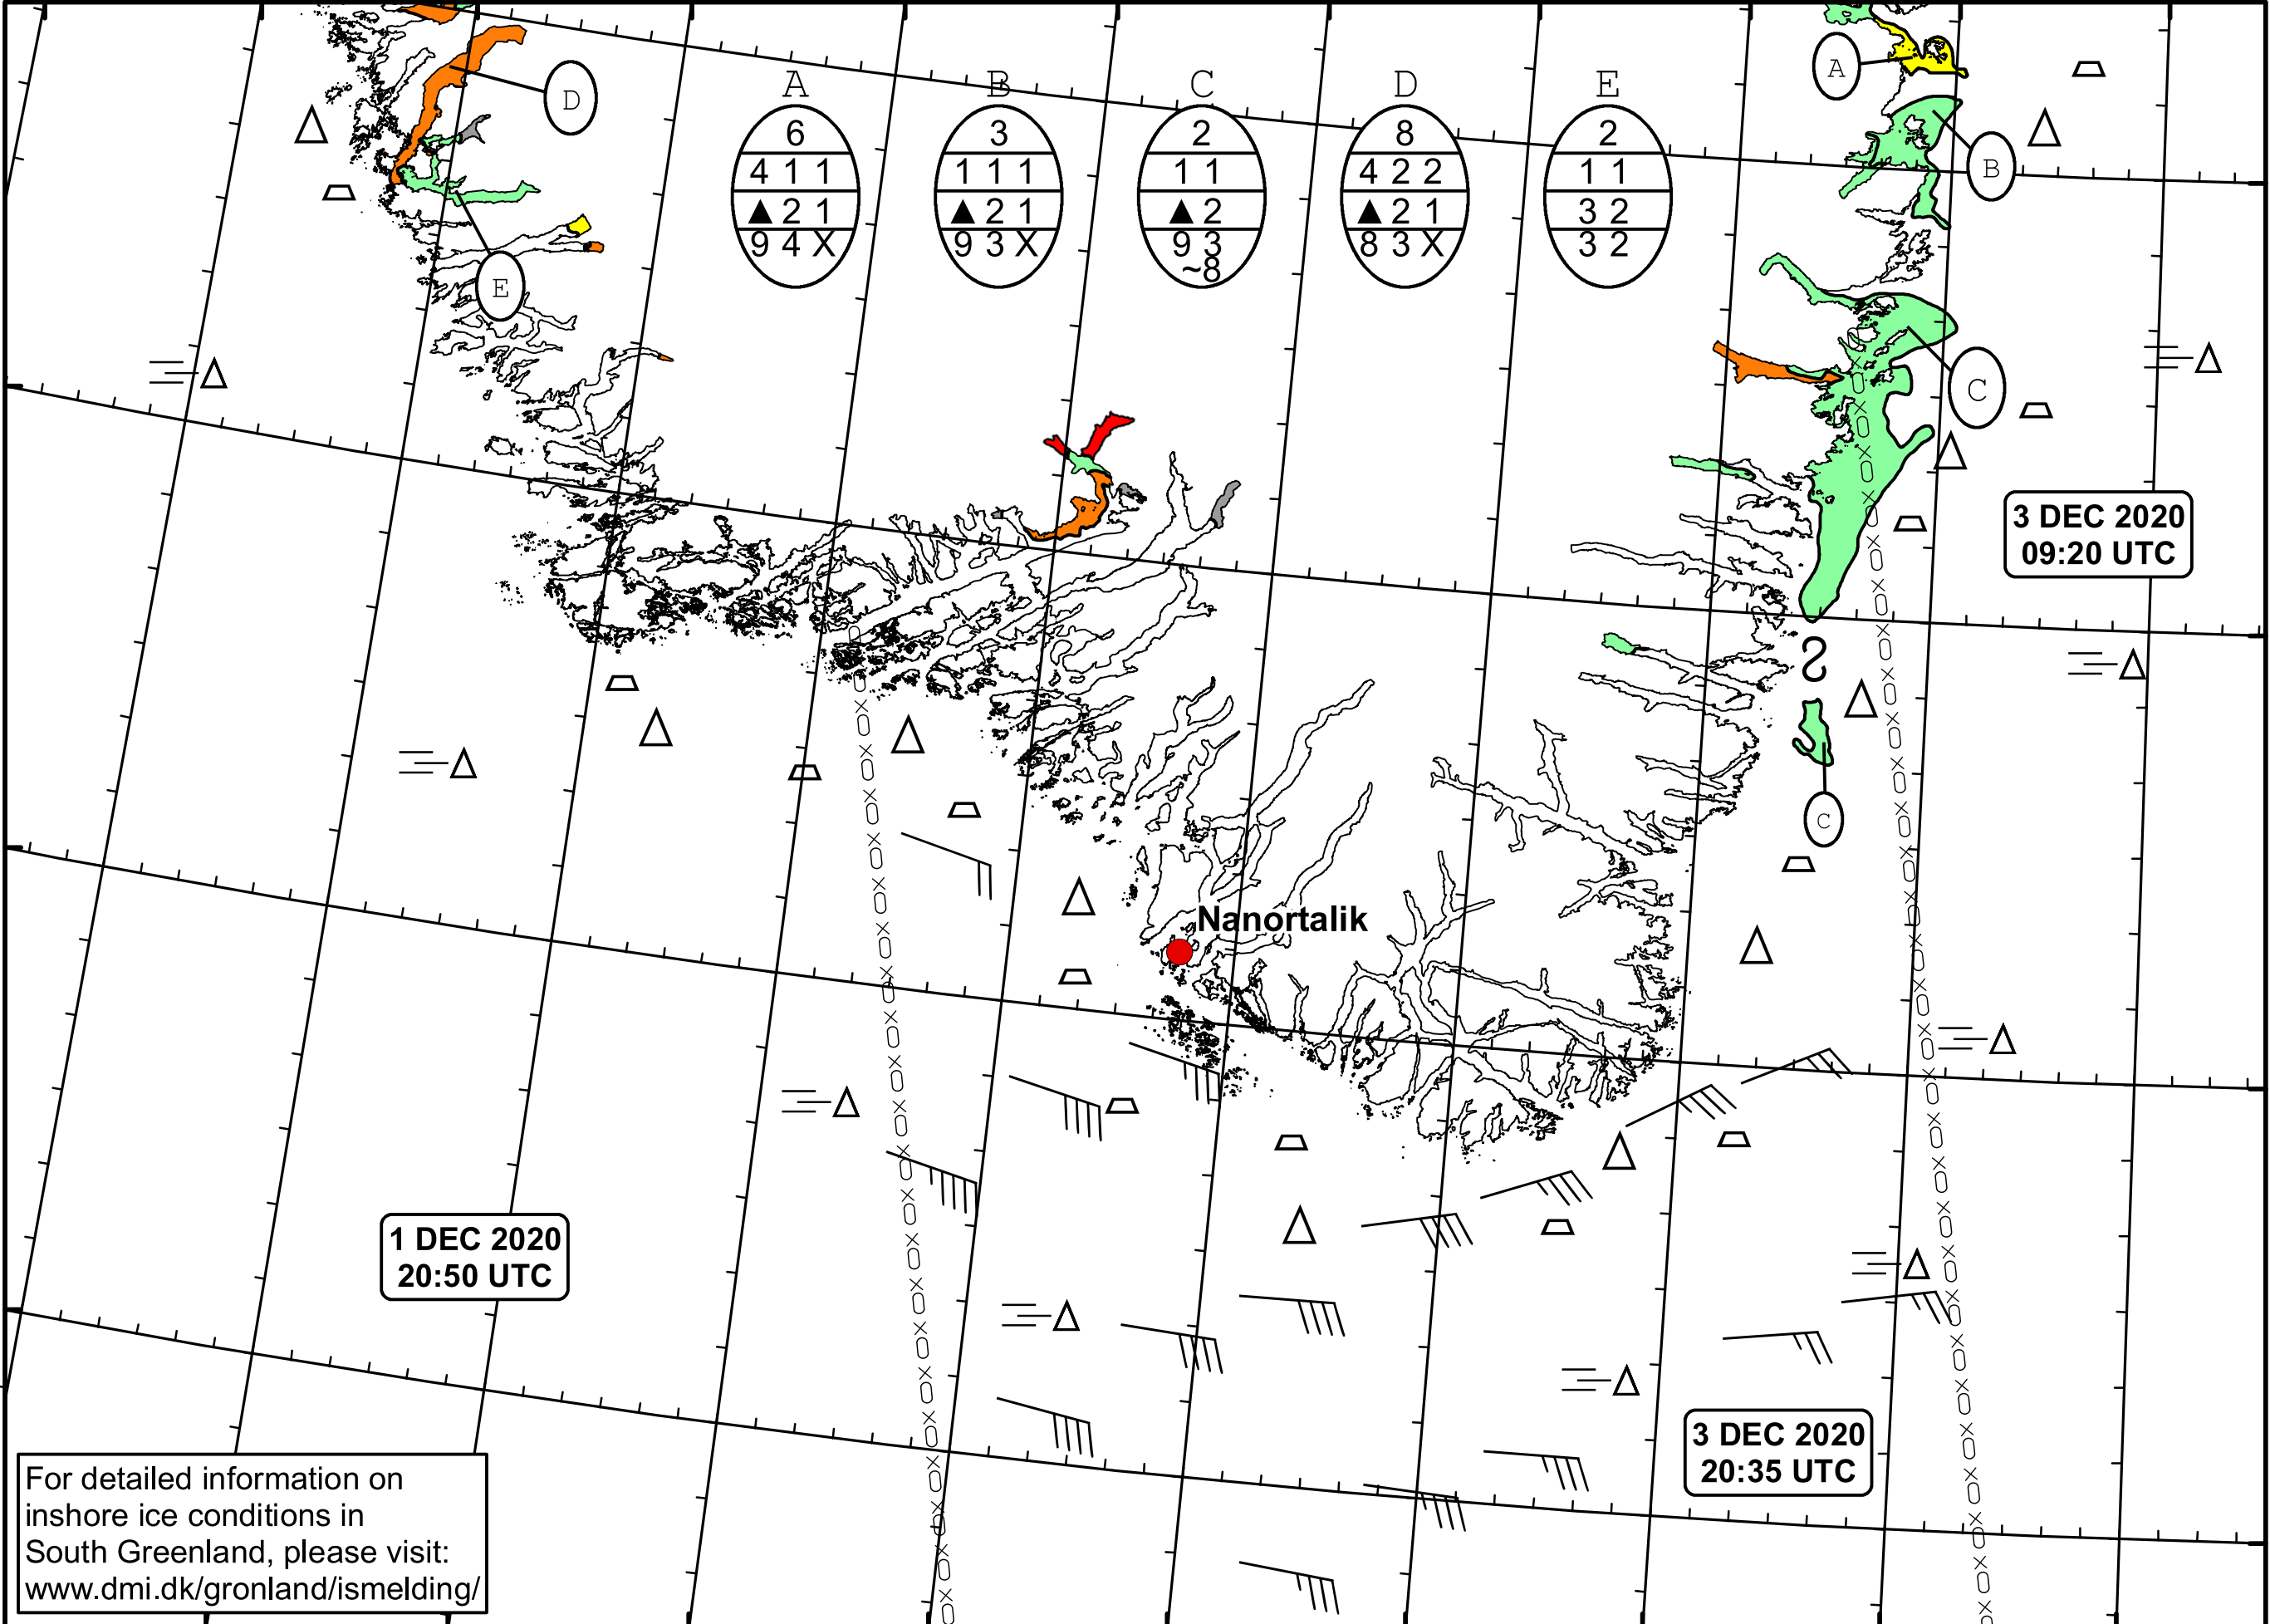 A B C D E
6 3 2 8 2
4 1 1 1 1 1 1 1 4 2 2 1 1
▲ 2 1 ▲ 2 1 ▲ 2 ▲ 2 1 3 2
9 4 X 9 3 X 9 3 8 3 X 3 2
~8
D
E
A
B
C
3 DEC 2020
09:20 UTC
C
Nanortalik
1 DEC 2020
20:50 UTC
3 DEC 2020
20:35 UTC
For detailed information on
inshore ice conditions in
South Greenland, please visit:
www.dmi.dk/gronland/ismelding/